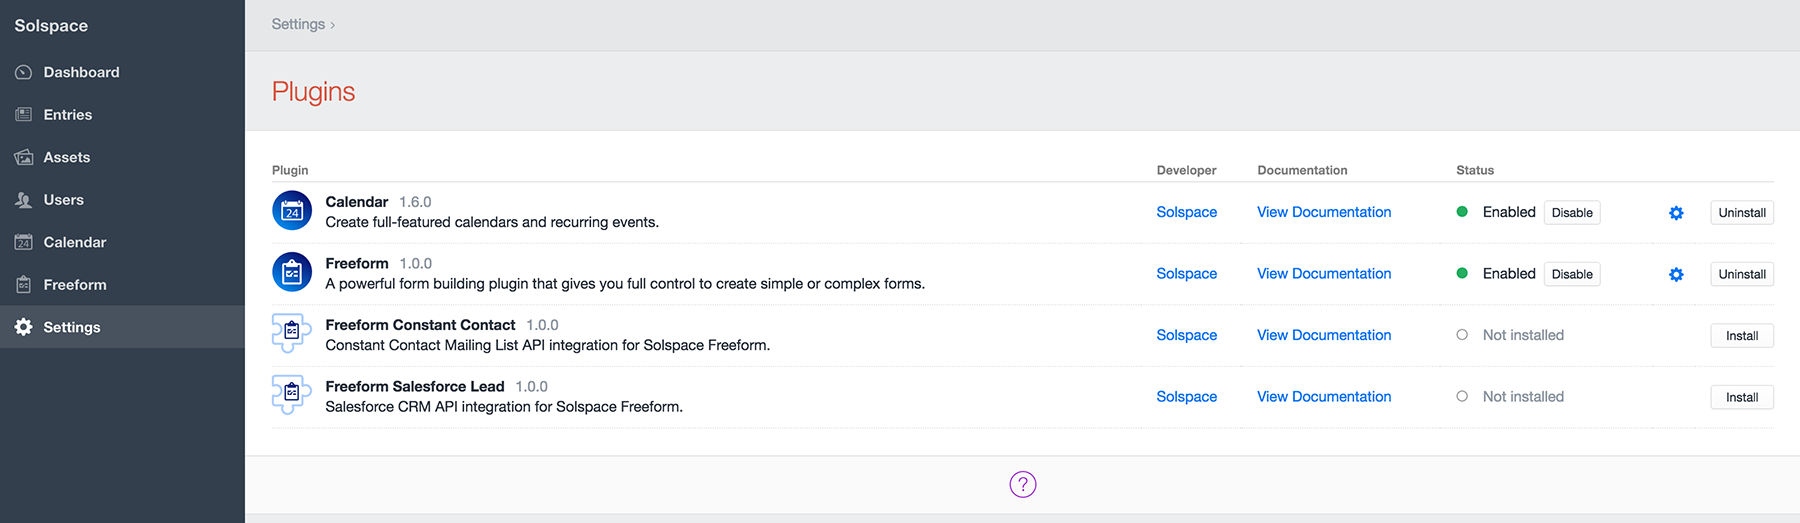 Solspace
Dashboard
Entries
Assets
Users
24 Calendar
Freeform
Settings
Settings ›
Plugins
Plugin Developer Documentation Status
24 Calendar 1.6.0
Create full-featured calendars and recurring events.
Solspace View Documentation Enabled Disable Uninstall
Freeform 1.0.0
A powerful form building plugin that gives you full control to create simple or complex forms.
Solspace View Documentation Enabled Disable Uninstall
Freeform Constant Contact 1.0.0
Constant Contact Mailing List API integration for Solspace Freeform.
Solspace View Documentation Not installed Install
Freeform Salesforce Lead 1.0.0
Salesforce CRM API integration for Solspace Freeform.
Solspace View Documentation Not installed Install
?